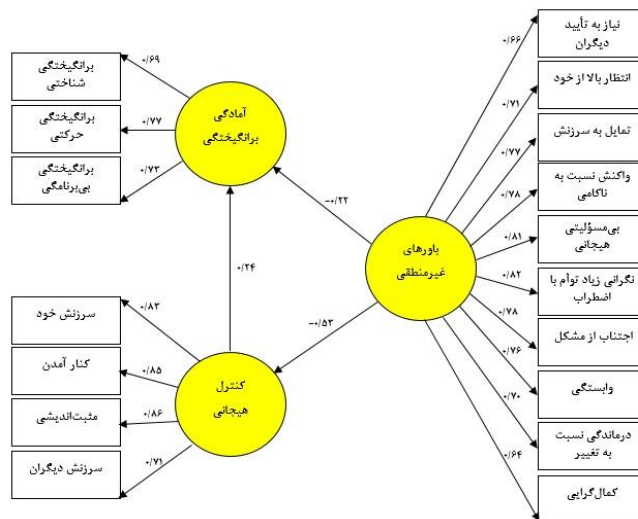 نیاز به تأیید
دیگران
انتظار بالا از خود
تمایل به سرزنش
واکنش نسبت به
ناکامی
بی‌مسؤلیتی
هیجانی
نگرانی زیاد توأم با
اضطراب
اجتناب از مشکل
وابستگی
درماندگی نسبت
به تغییر
کمال‌گرایی
۰/۶۶
۰/۷۱
۰/۷۷
۰/۷۸
۰/۸۱
۰/۸۲
۰/۷۸
۰/۷۶
۰/۷۰
۰/۶۴
باورهای
غیرمنطقی
-۰/۲۲
-۰/۵۳
آمادگی
برانگیختگی
۰/۲۴
کنترل
هیجانی
۰/۶۹
۰/۷۷
۰/۷۳
برانگیختگی
شناختی
برانگیختگی
حرکتی
برانگیختگی
بی‌برنامگی
۰/۸۳
۰/۸۵
۰/۸۶
۰/۷۱
سرزنش خود
کنار آمدن
مثبت‌اندیشی
سرزنش دیگران